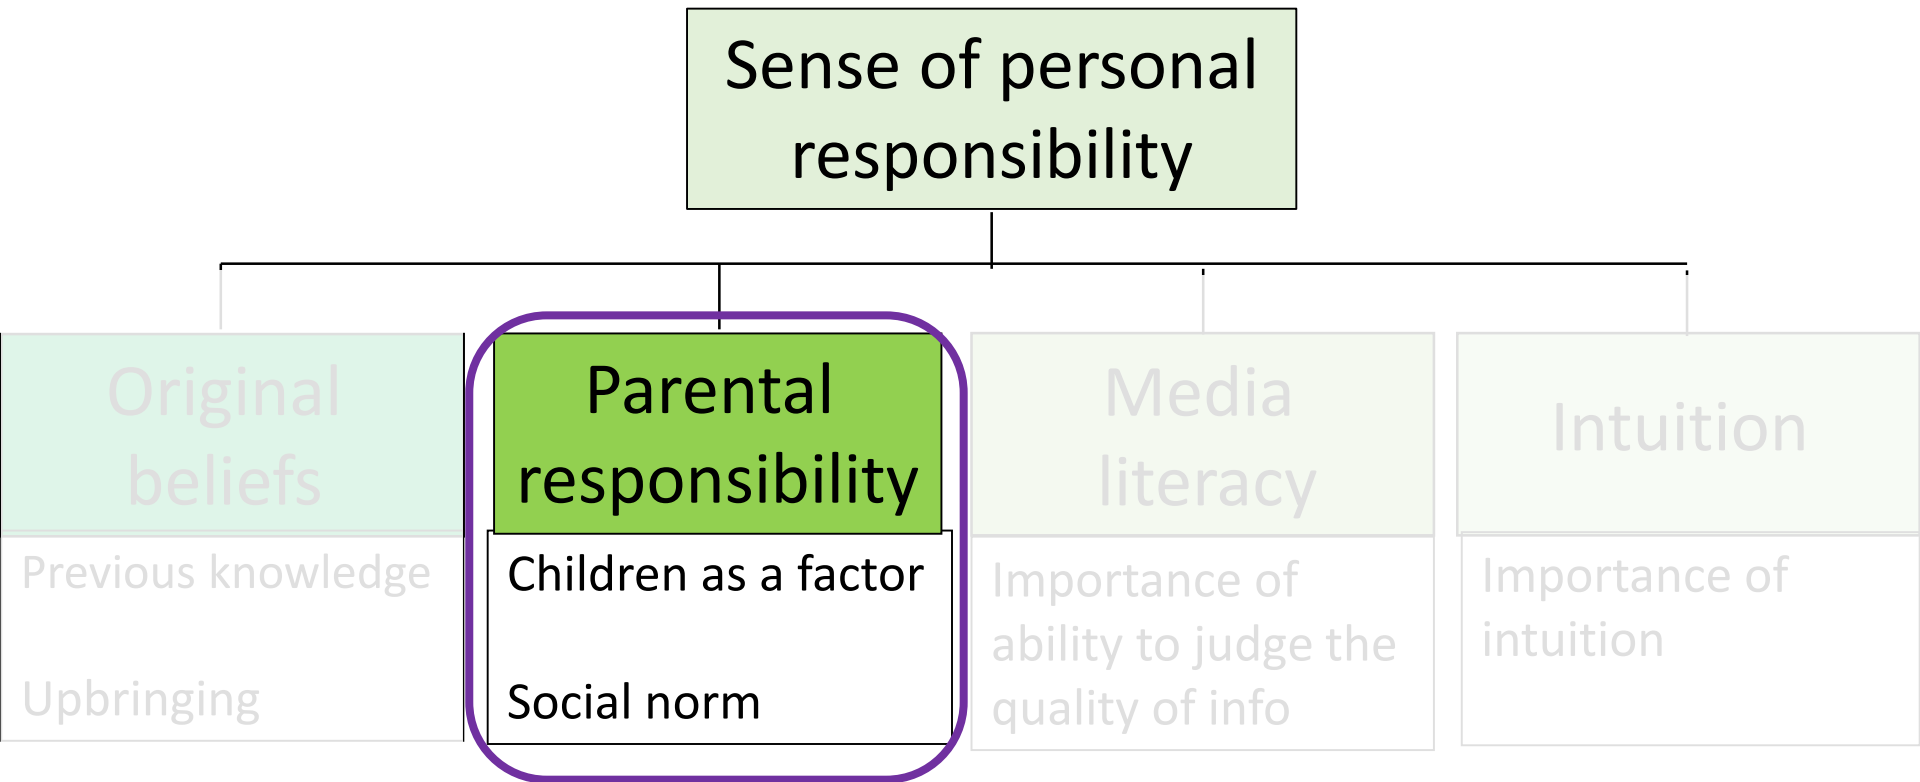 Sense of personal
responsibility
Original
beliefs
Previous knowledge
Upbringing
Parental
responsibility
Children as a factor
Social norm
Media
literacy
Importance of
ability to judge the
quality of info
Intuition
Importance of
intuition